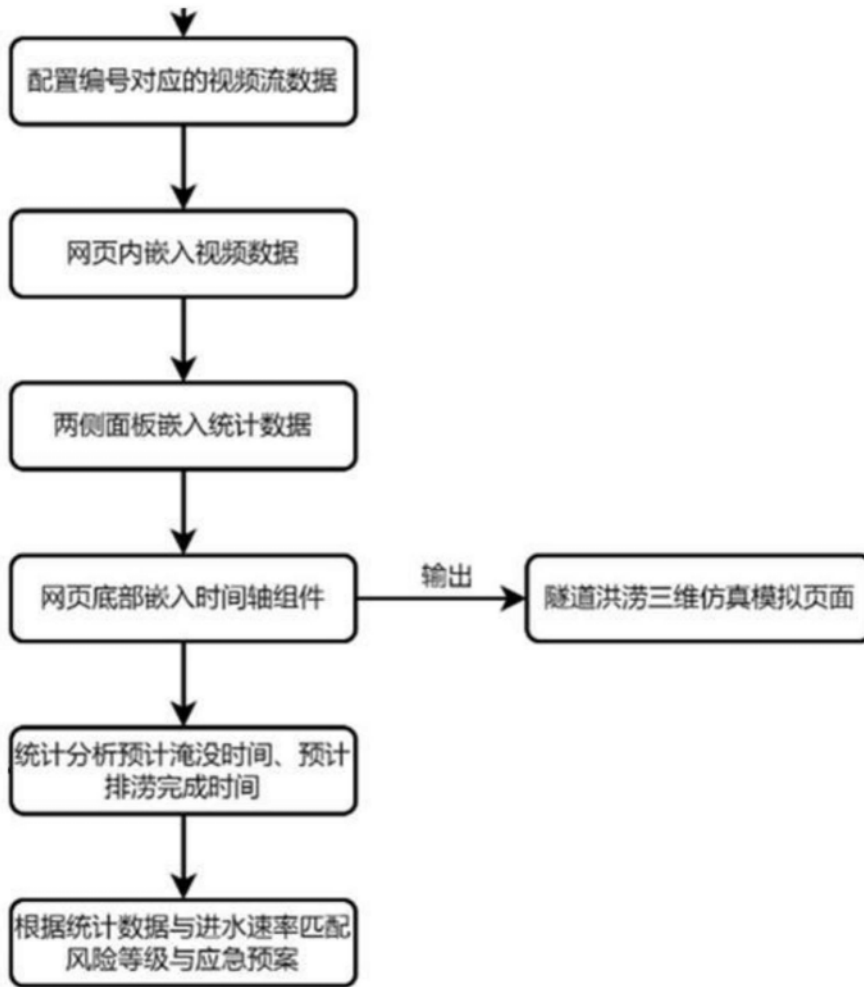 配置编号对应的视频流数据
网页内嵌入视频数据
两侧面板嵌入统计数据
网页底部嵌入时间轴组件
输出
隧道洪涝三维仿真模拟页面
统计分析预计淹没时间、预计
排涝完成时间
根据统计数据与进水速率匹配
风险等级与应急预案